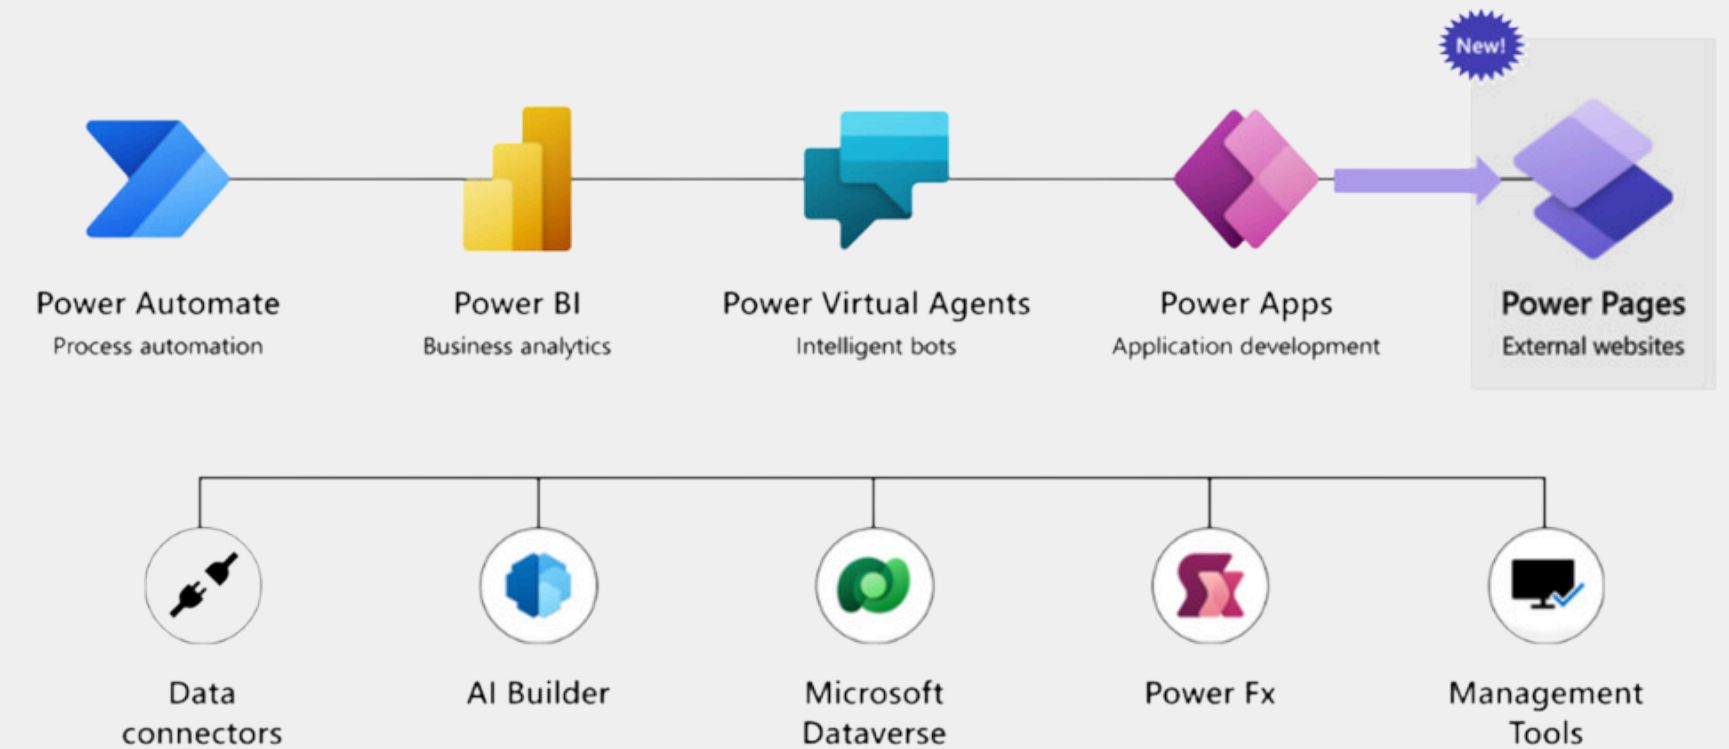 New!
Power Automate
Process automation
Power BI
Business analytics
Power Virtual Agents
Intelligent bots
Power Apps
Application development
Power Pages
External websites
Data
connectors
AI Builder
Microsoft
Dataverse
Power Fx
Management
Tools